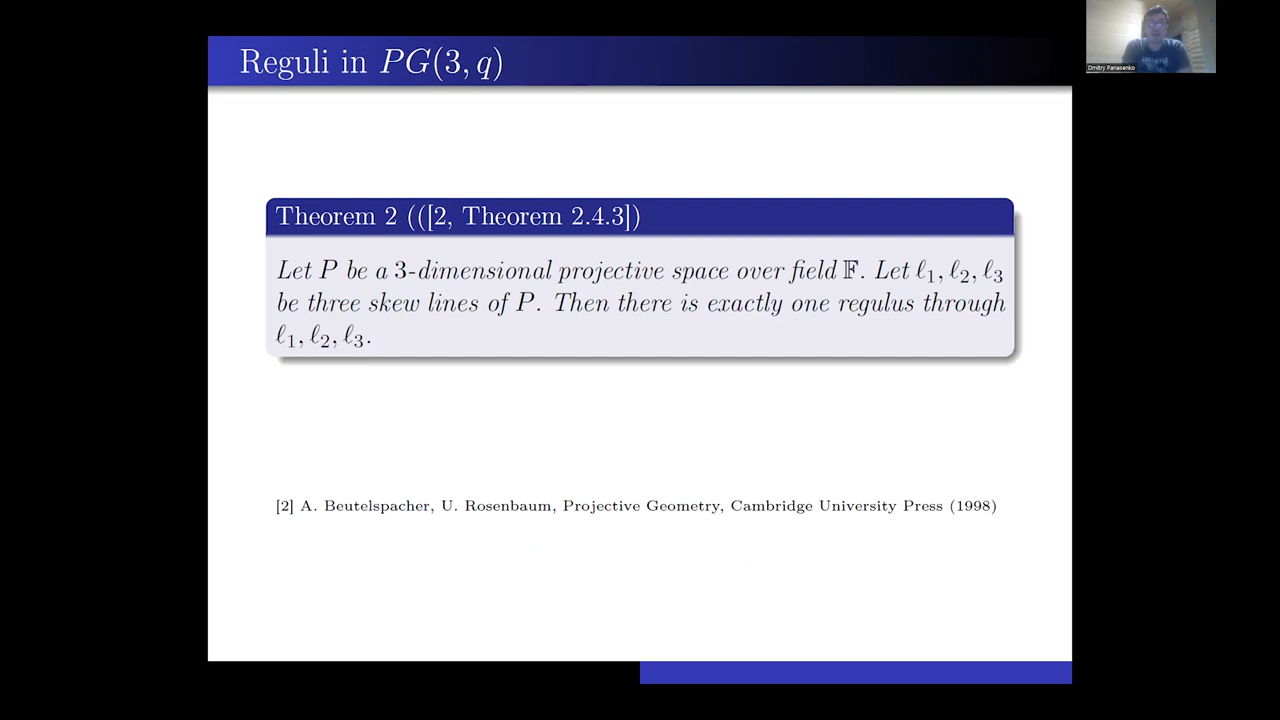 Reguli in PG(3, q)
Dmitry Panasenko
Theorem 2 (([2, Theorem 2.4.3])
Let P be a 3-dimensional projective space over field 𝔽. Let ℓ₁, ℓ₂, ℓ₃
be three skew lines of P. Then there is exactly one regulus through
ℓ₁, ℓ₂, ℓ₃.
[2] A. Beutelspacher, U. Rosenbaum, Projective Geometry, Cambridge University Press (1998)